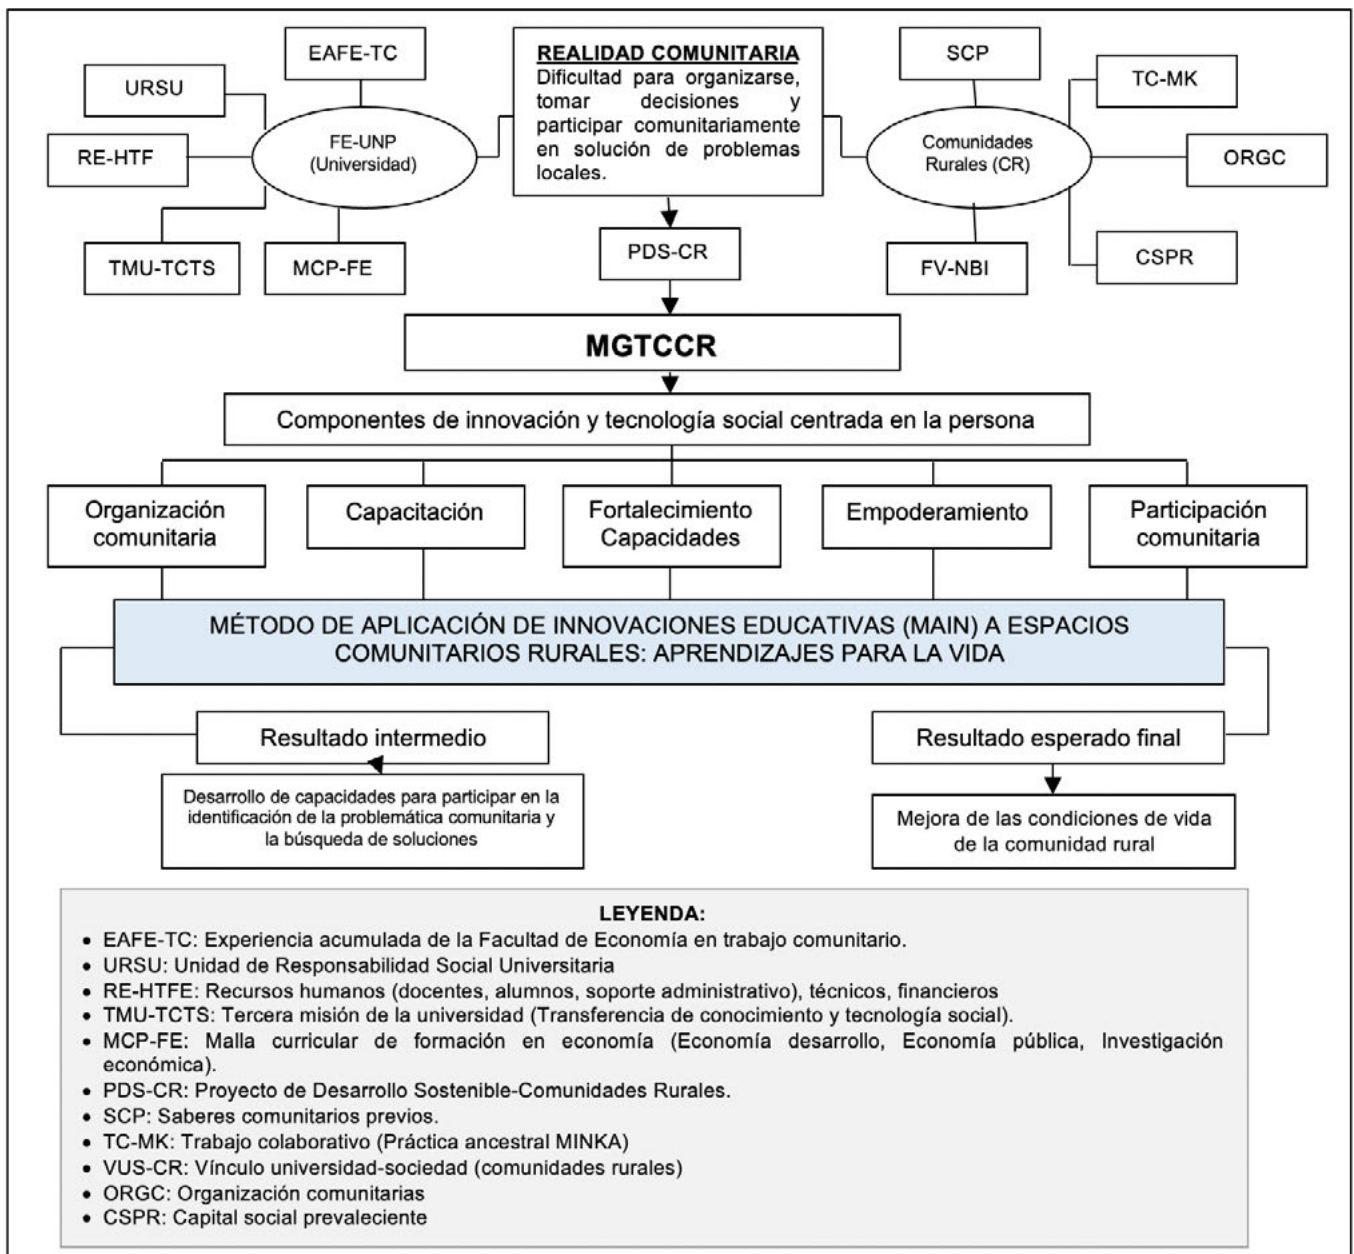 EAFE-TC
URSU
RE-HTF
FE-UNP
(Universidad)
TMU-TCTS
MCP-FE
REALIDAD COMUNITARIA
Dificultad para organizarse,
tomar decisiones y
participar comunitariamente
en solución de problemas
locales.
SCP
TC-MK
Comunidades
Rurales (CR)
ORGC
FV-NBI
CSPR
PDS-CR
MGTCCR
Componentes de innovación y tecnología social centrada en la persona
Organización
comunitaria
Capacitación
Fortalecimiento
Capacidades
Empoderamiento
Participación
comunitaria
MÉTODO DE APLICACIÓN DE INNOVACIONES EDUCATIVAS (MAIN) A ESPACIOS
COMUNITARIOS RURALES: APRENDIZAJES PARA LA VIDA
Resultado intermedio
Desarrollo de capacidades para participar en la
identificación de la problemática comunitaria y
la búsqueda de soluciones
Resultado esperado final
Mejora de las condiciones de vida
de la comunidad rural
LEYENDA:
• EAFE-TC: Experiencia acumulada de la Facultad de Economía en trabajo comunitario.
• URSU: Unidad de Responsabilidad Social Universitaria
• RE-HTFE: Recursos humanos (docentes, alumnos, soporte administrativo), técnicos, financieros
• TMU-TCTS: Tercera misión de la universidad (Transferencia de conocimiento y tecnología social).
• MCP-FE: Malla curricular de formación en economía (Economía desarrollo, Economía pública, Investigación
económica).
• PDS-CR: Proyecto de Desarrollo Sostenible-Comunidades Rurales.
• SCP: Saberes comunitarios previos.
• TC-MK: Trabajo colaborativo (Práctica ancestral MINKA)
• VUS-CR: Vínculo universidad-sociedad (comunidades rurales)
• ORGC: Organización comunitarias
• CSPR: Capital social prevaleciente